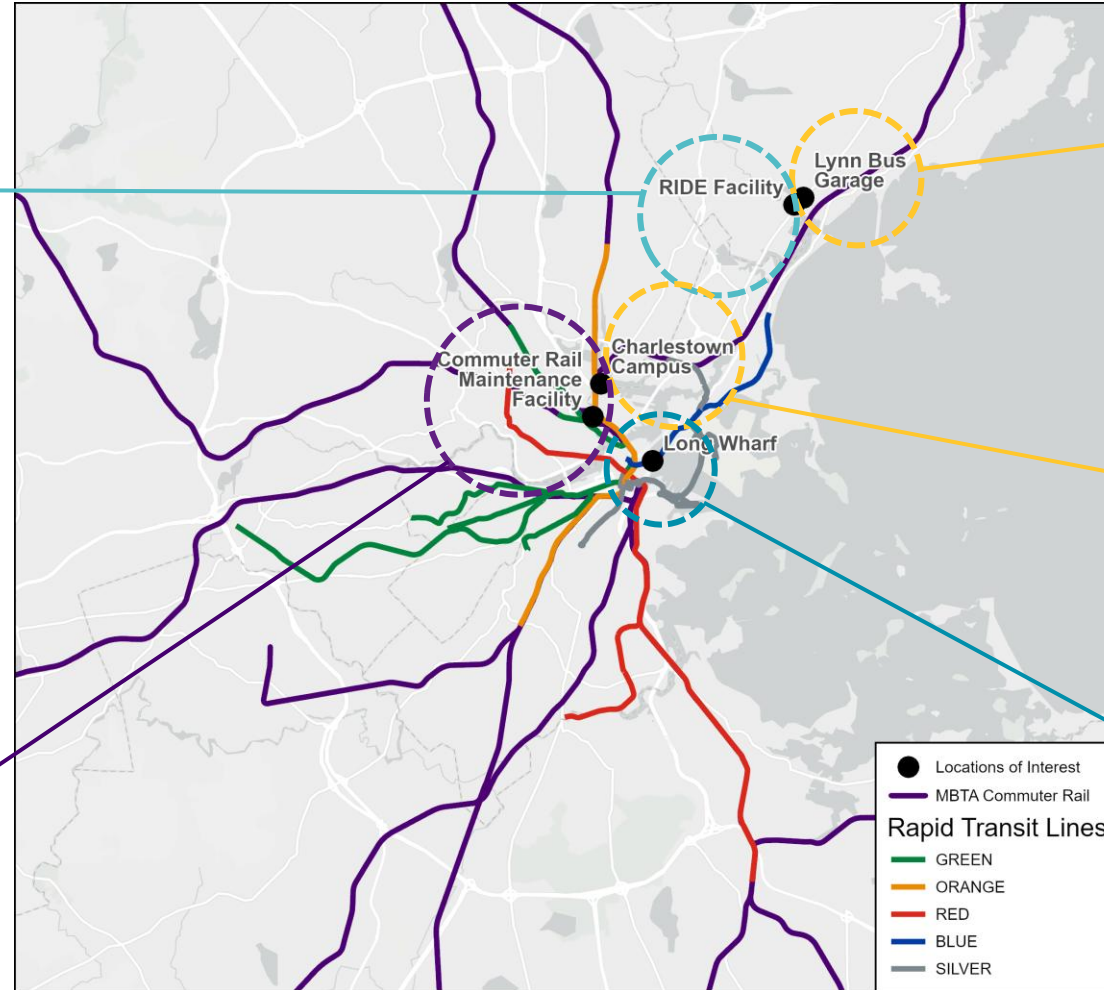 Lynn Bus
Garage
RIDE Facility
Charlestown
Campus
Commuter Rail
Maintenance
Facility
Long Wharf
Locations of Interest
MBTA Commuter Rail
Rapid Transit Lines
GREEN
ORANGE
RED
BLUE
SILVER